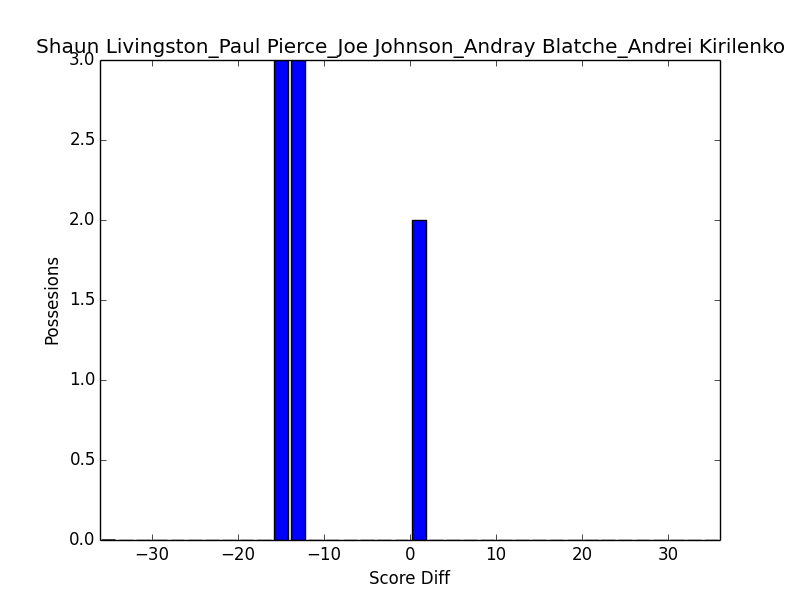 Shaun Livingston_Paul Pierce_Joe Johnson_Andray Blatche_Andrei Kirilenko
3.0
2.5
2.0
1.5
1.0
0.5
0.0
Possesions
−30 −20 −10 0 10 20 30
Score Diff